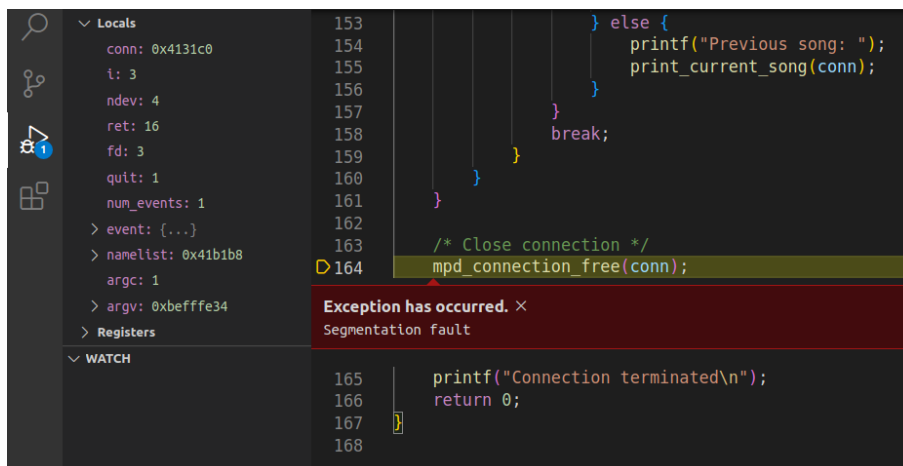 Locals
conn: 0x4131c0
i: 3
ndev: 4
ret: 16
fd: 3
quit: 1
num_events: 1
event: {...}
namelist: 0x41b1b8
argc: 1
argv: 0xbefffe34
Registers
WATCH
1
153 } else {
154 printf("Previous song: ");
155 print_current_song(conn);
156 }
157 }
158 break;
159 }
160 }
161 }
162
163 /* Close connection */
164 mpd_connection_free(conn);
Exception has occurred. ×
Segmentation fault
165 printf("Connection terminated\n");
166 return 0;
167 }
168